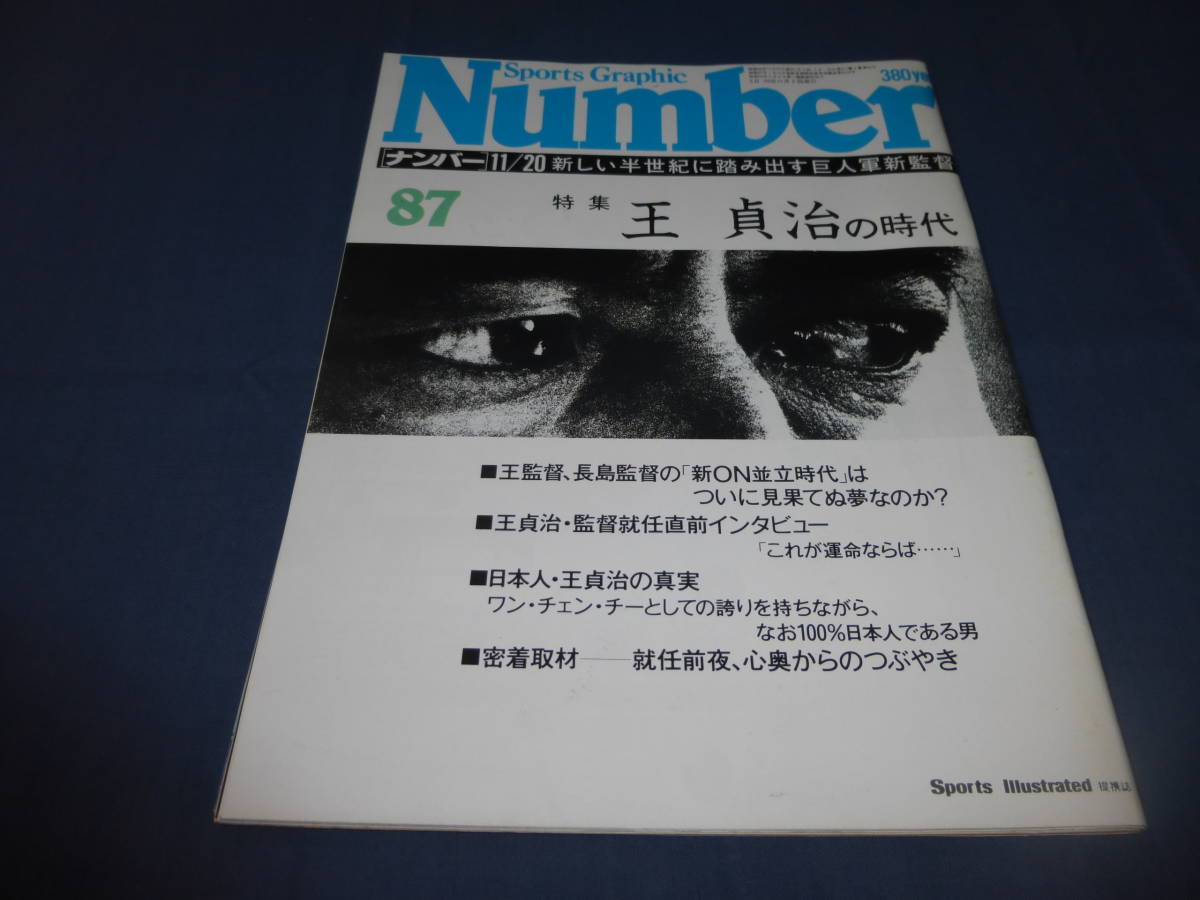 Sports Graphic
Number
380ye
「ナンバー」11/20 新しい半世紀に踏み出す巨人軍新監督
87
特集 王 貞治の時代
■王監督、長島監督の「新ON並立時代」は
ついに見果てぬ夢なのか?
■王貞治・監督就任直前インタビュー
「これが運命ならば……」
■日本人・王貞治の真実
ワン・チェン・チーとしての誇りを持ちながら、
なお100%日本人である男
■密着取材――就任前夜、心奥からのつぶやき
Sports Illustrated 提携誌